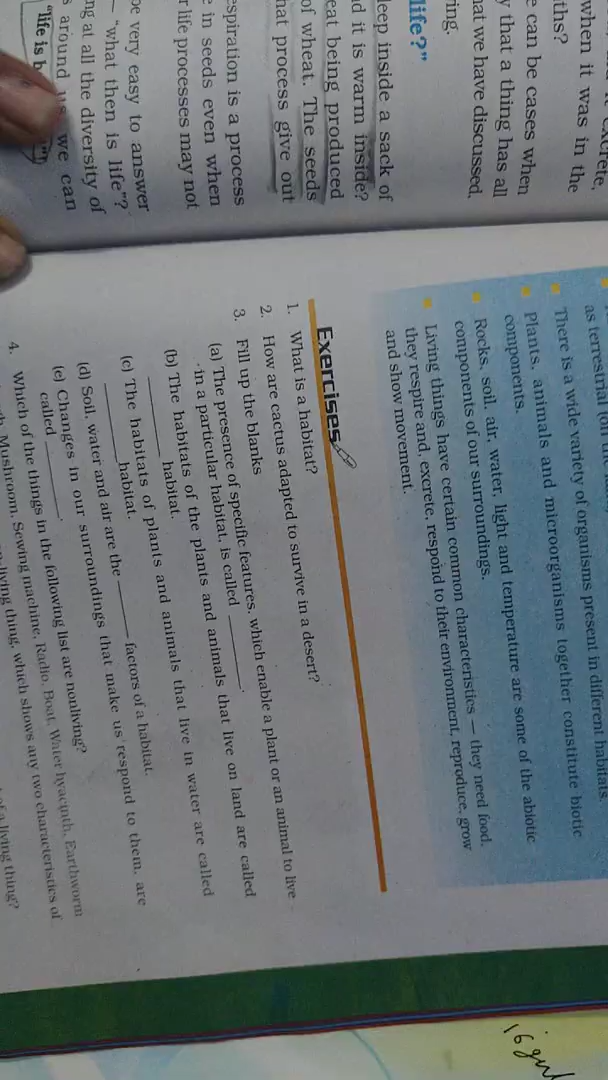 when it was in the
ths?
e can be cases when
y that a thing has all
hat we have discussed,
ring.
life?"
deep inside a sack of
d it is warm inside?
eat being produced
of wheat. The seeds
hat process give out
espiration is a process
e in seeds even when
r life processes may not
be very easy to answer
— "what then is life"?
ng at all the diversity of
s around us we can
"life is b
as terrestrial
There is a wide variety of organisms present in different habitats.
Plants, animals and microorganisms together constitute biotic
components.
Rocks, soil, air, water, light and temperature are some of the abiotic
components of our surroundings.
Living things have certain common characteristics — they need food,
they respire and, excrete, respond to their environment, reproduce, grow
and show movement.
Exercises
1. What is a habitat?
2. How are cactus adapted to survive in a desert?
3. Fill up the blanks
(a) The presence of specific features, which enable a plant or an animal to live
in a particular habitat, is called ______.
(b) The habitats of the plants and animals that live on land are called
______ habitat.
(c) The habitats of plants and animals that live in water are called
______ habitat.
(d) Soil, water and air are the ______ factors of a habitat.
(e) Changes in our surroundings that make us respond to them, are
called ______.
4. Which of the things in the following list are nonliving?
Mushroom, Sewing machine, Radio, Boat, Water hyacinth, Earthworm
living thing, which shows any two characteristics of
of a living thing?